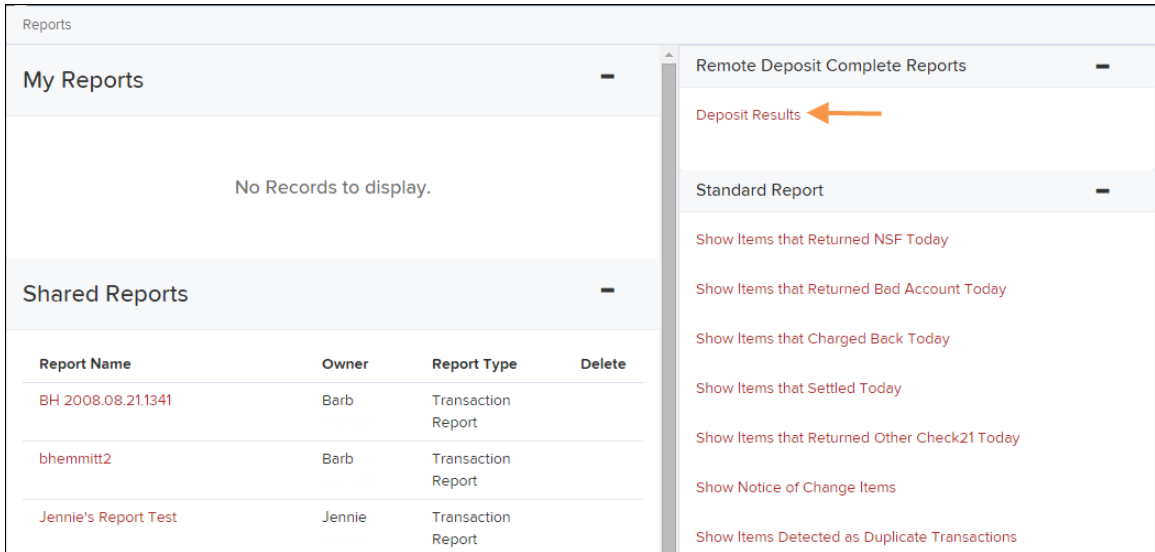 Reports
My Reports
No Records to display.
Shared Reports
Report Name Owner Report Type Delete
BH 2008.08.21.1341 Barb Transaction
Report
bhemmitt2 Barb Transaction
Report
Jennie's Report Test Jennie Transaction
Report
Remote Deposit Complete Reports
Deposit Results
Standard Report
Show Items that Returned NSF Today
Show Items that Returned Bad Account Today
Show Items that Charged Back Today
Show Items that Settled Today
Show Items that Returned Other Check21 Today
Show Notice of Change Items
Show Items Detected as Duplicate Transactions